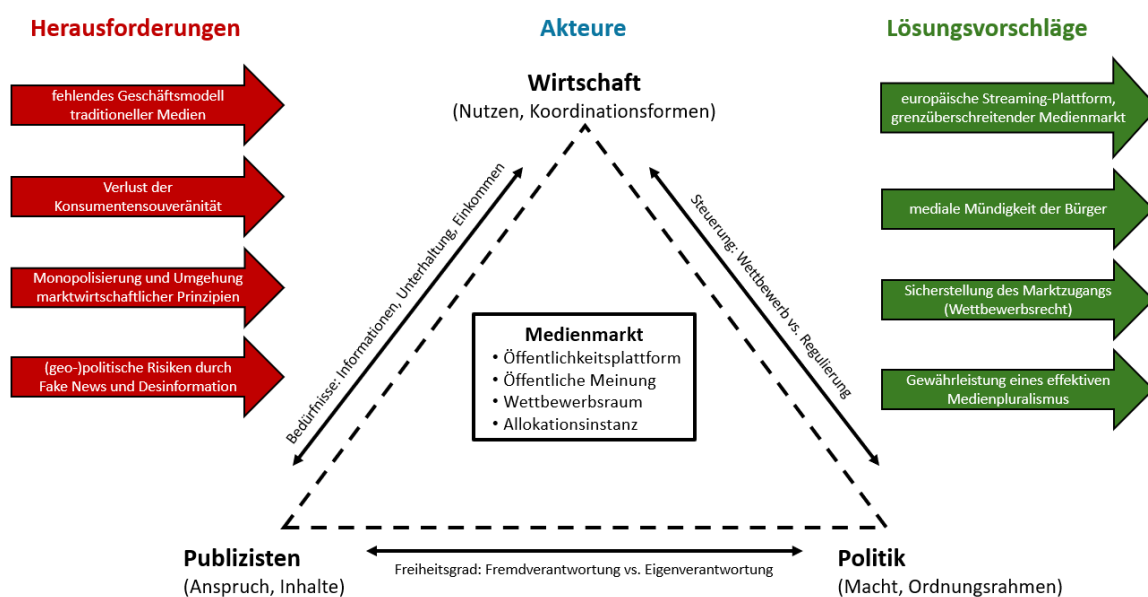 Herausforderungen
fehlendes Geschäftsmodell
traditioneller Medien
Verlust der
Konsumentensouveränität
Monopolisierung und Umgehung
marktwirtschaftlicher Prinzipien
(geo-)politische Risiken durch
Fake News und Desinformation
Akteure
Wirtschaft
(Nutzen, Koordinationsformen)
Bedürfnisse: Informationen, Unterhaltung, Einkommen
Steuerung: Wettbewerb vs. Regulierung
Medienmarkt
• Öffentlichkeitsplattform
• Öffentliche Meinung
• Wettbewerbsraum
• Allokationsinstanz
Publizisten
(Anspruch, Inhalte)
Freiheitsgrad: Fremdverantwortung vs. Eigenverantwortung
Politik
(Macht, Ordnungsrahmen)
Lösungsvorschläge
europäische Streaming-Plattform,
grenzüberschreitender Medienmarkt
mediale Mündigkeit der Bürger
Sicherstellung des Marktzugangs
(Wettbewerbsrecht)
Gewährleistung eines effektiven
Medienpluralismus